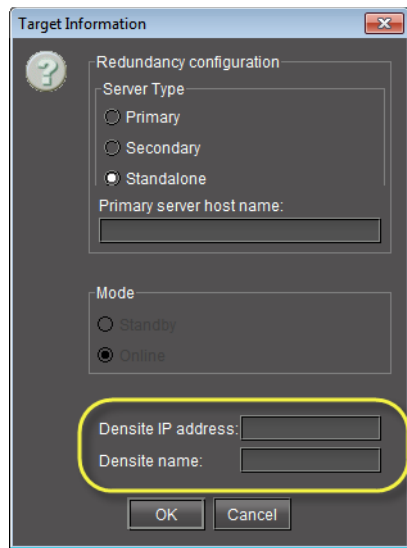 Target Information
Redundancy configuration
Server Type
Primary
Secondary
Standalone
Primary server host name:
Mode
Standby
Online
Densite IP address:
Densite name:
OK
Cancel